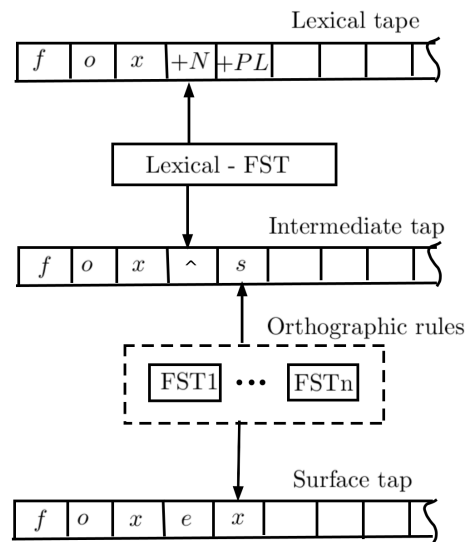 Lexical tape
f o x +N +PL
Lexical - FST
Intermediate tap
f o x ^ s
Orthographic rules
FST1 ••• FSTn
Surface tap
f o x e x